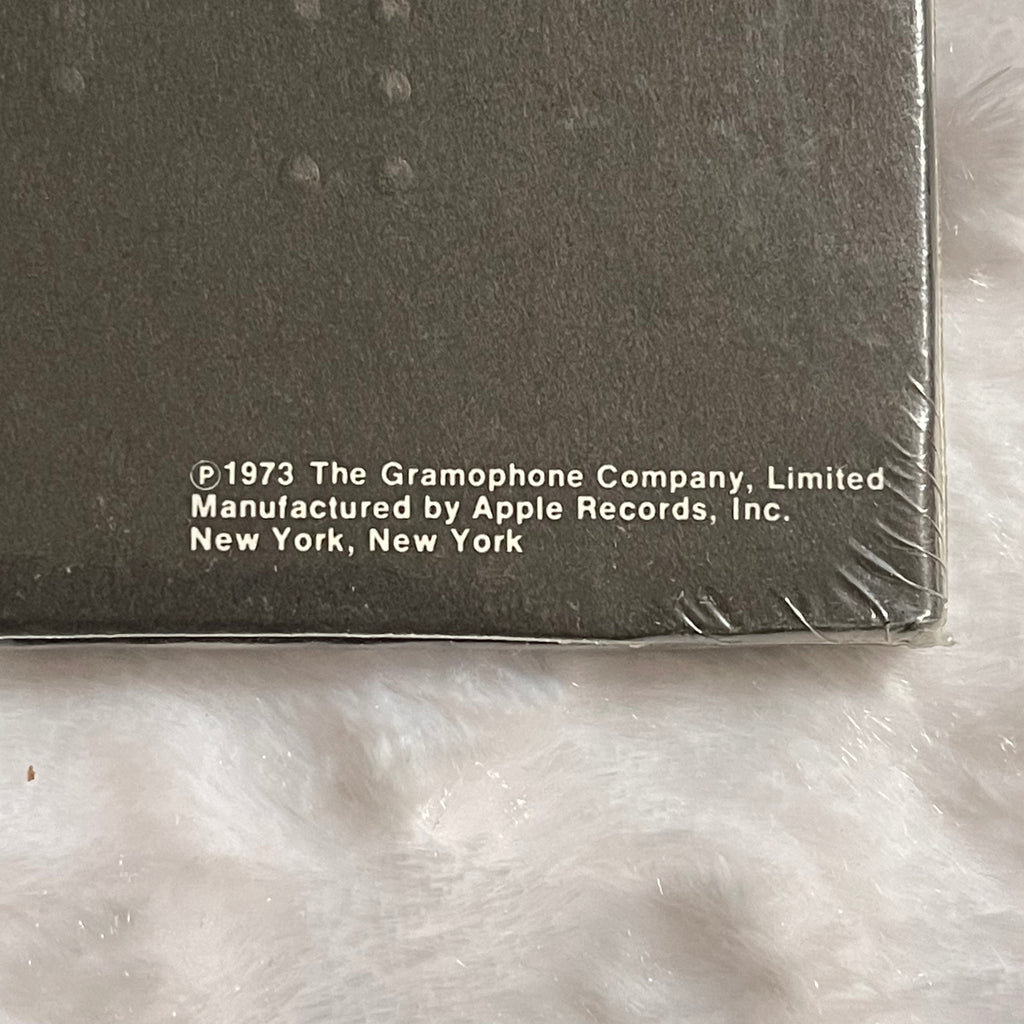 ℗1973 The Gramophone Company, Limited
Manufactured by Apple Records, Inc.
New York, New York